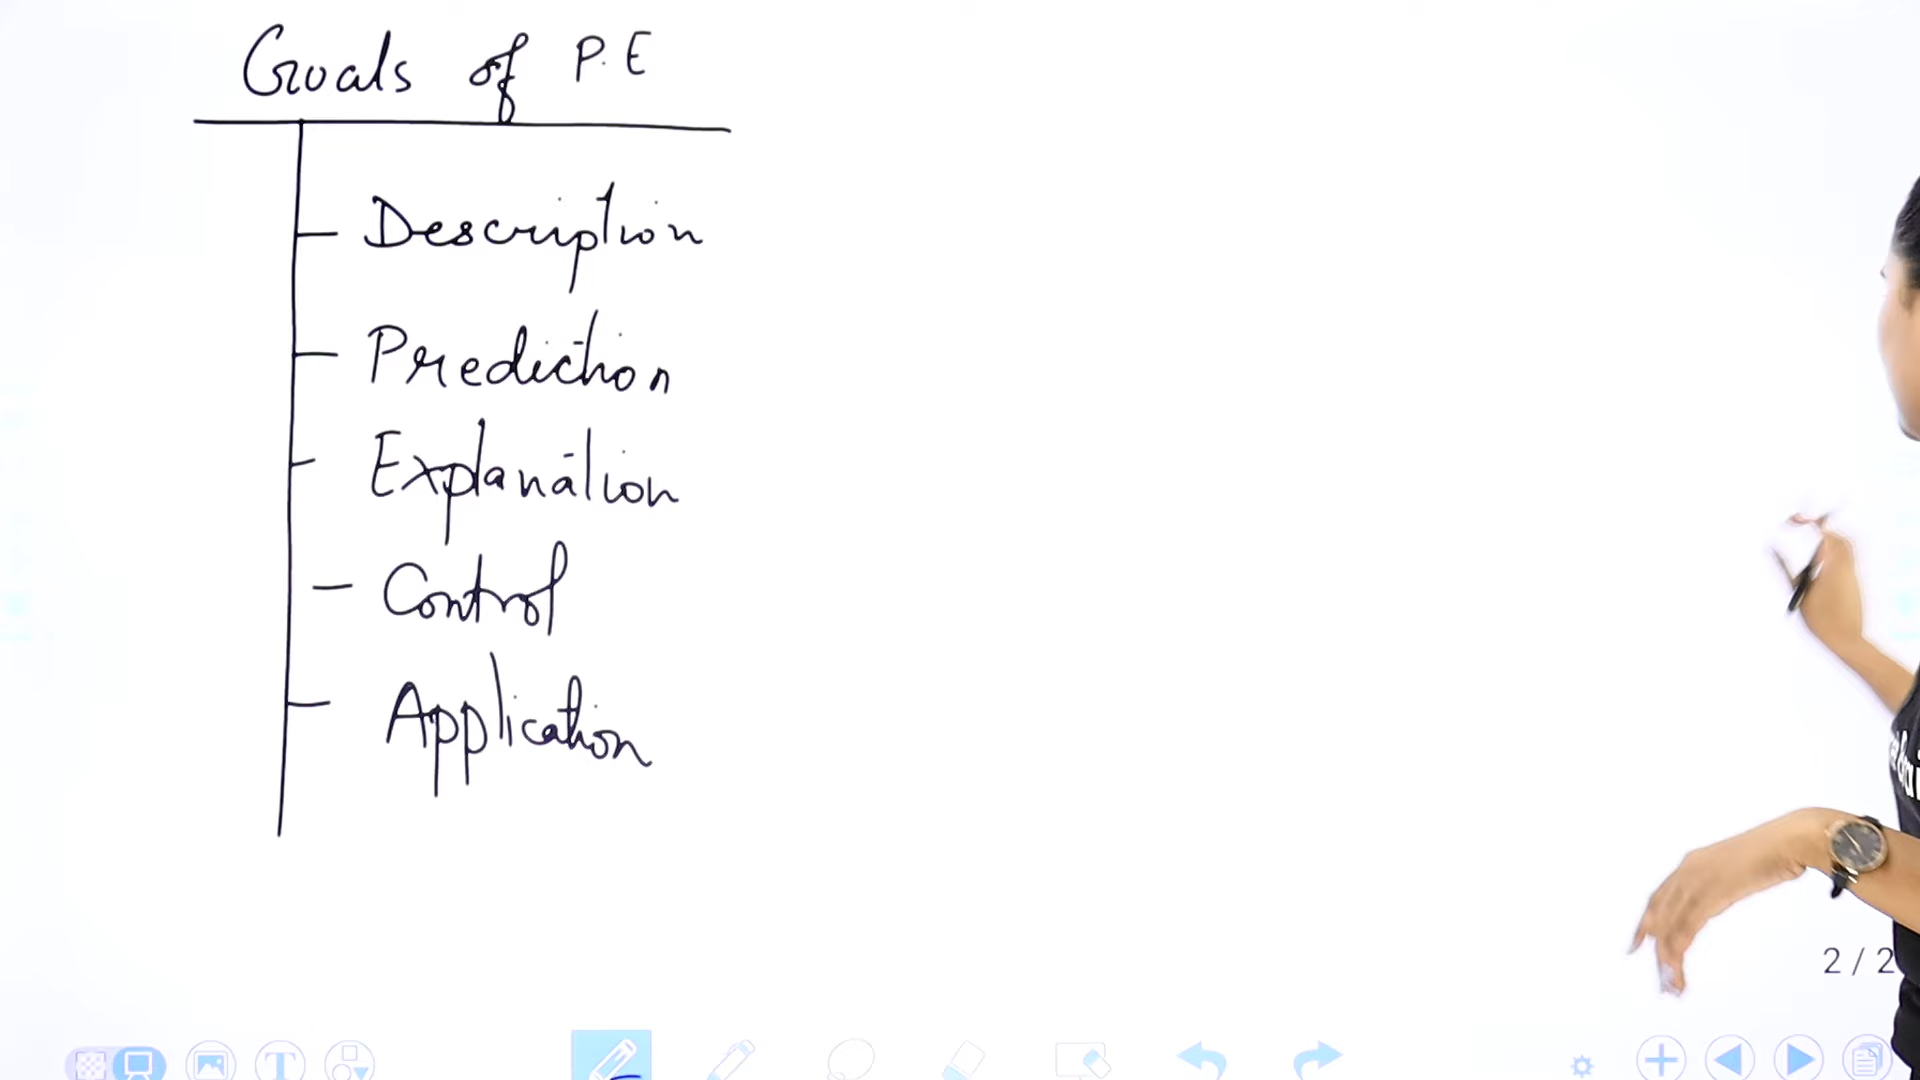 Goals of P.E
Description
Prediction
Explanation
Control
Application
2 / 2